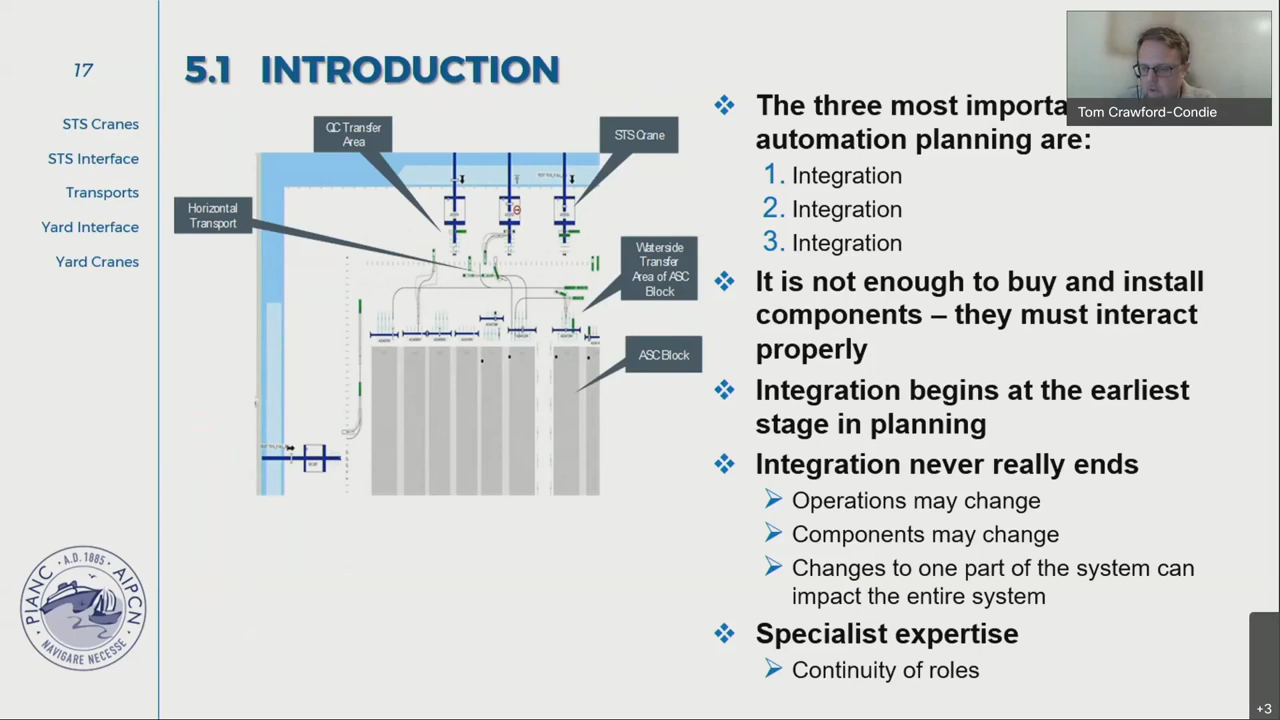 17
5.1 INTRODUCTION
STS Cranes
STS Interface
Transports
Yard Interface
Yard Cranes
QC Transfer
Area
STS Crane
Horizontal
Transport
Waterside
Transfer
Area of ASC
Block
ASC Block
Tom Crawford-Condie
The three most importa
automation planning are:
1. Integration
2. Integration
3. Integration
It is not enough to buy and install
components – they must interact
properly
Integration begins at the earliest
stage in planning
Integration never really ends
Operations may change
Components may change
Changes to one part of the system can
impact the entire system
Specialist expertise
Continuity of roles
PIANC · A.D. 1885 · AIPCN
NAVIGARE NECESSE
+3